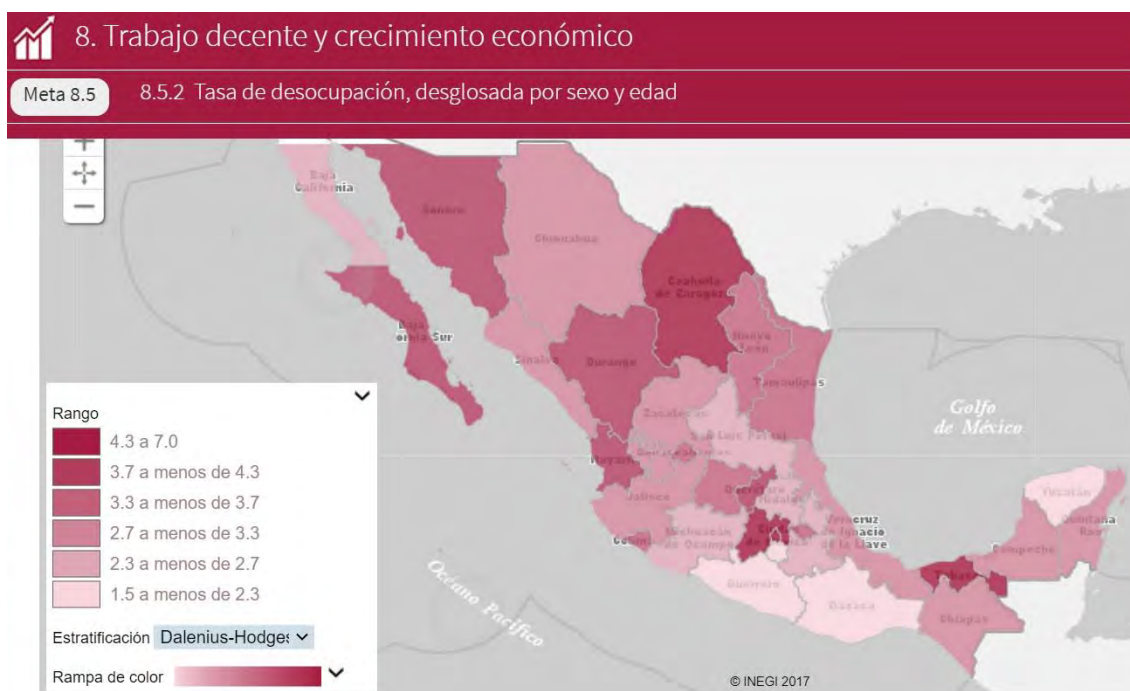 8. Trabajo decente y crecimiento económico
Meta 8.5
8.5.2 Tasa de desocupación, desglosada por sexo y edad
Baja
California
Sonora
Chihuahua
Coahuila
de Zaragoza
Nuevo
León
Baja
ornia Sur
Sinaloa
Durango
Tamaulipas
Zacatecas
San Luis Potosí
Golfo
de México
Nayarit
Aguascalientes
Jalisco
Querétaro
Hidalgo
Yucatán
Quintana
Roo
Colima
Michoacán
de Ocampo
Veracruz
de Ignacio
de la Llave
Campeche
Tabasco
Guerrero
Oaxaca
Chiapas
Océano Pacífico
Rango
4.3 a 7.0
3.7 a menos de 4.3
3.3 a menos de 3.7
2.7 a menos de 3.3
2.3 a menos de 2.7
1.5 a menos de 2.3
Estratificación Dalenius-Hodges
Rampa de color
© INEGI 2017